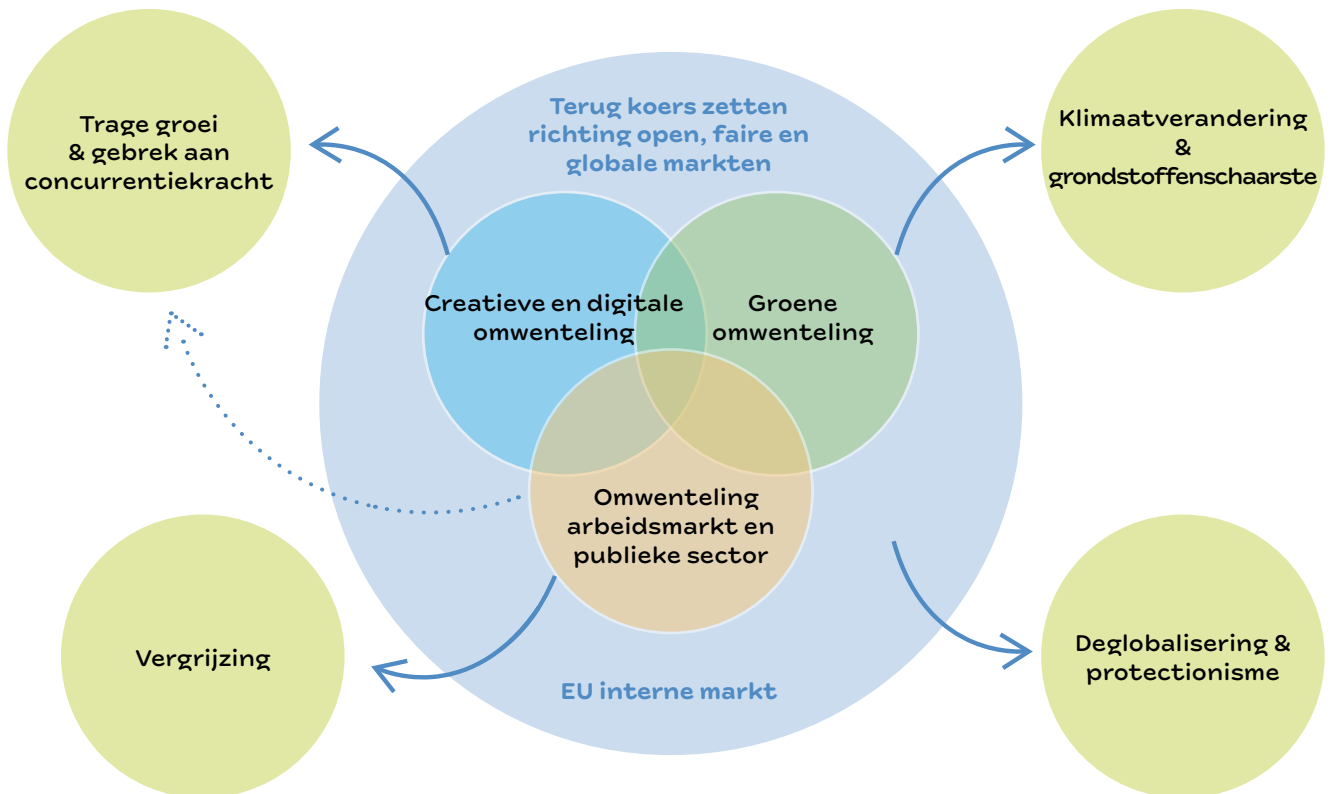 Trage groei
& gebrek aan
concurrentiekracht
Terug koers zetten
richting open, faire en
globale markten
Klimaatverandering
&
grondstoffenschaarste
Creatieve en digitale
omwenteling
Groene
omwenteling
Omwenteling
arbeidsmarkt en
publieke sector
Vergrijzing
EU interne markt
Deglobalisering &
protectionisme